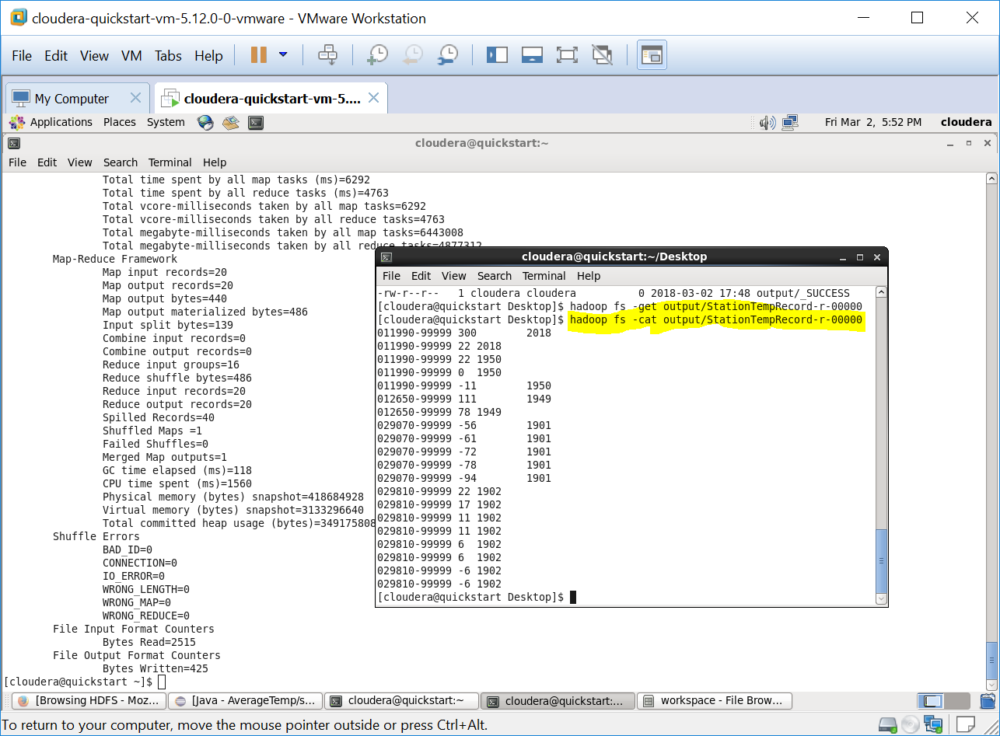 cloudera-quickstart-vm-5.12.0-0-vmware - VMware Workstation
File Edit View VM Tabs Help
My Computer
cloudera-quickstart-vm-5....
Applications Places System
Fri Mar 2, 5:52 PM cloudera
cloudera@quickstart:~
File Edit View Search Terminal Help
Total time spent by all map tasks (ms)=6292
Total time spent by all reduce tasks (ms)=4763
Total vcore-milliseconds taken by all map tasks=6292
Total vcore-milliseconds taken by all reduce tasks=4763
Total megabyte-milliseconds taken by all map tasks=6443008
Total megabyte-milliseconds taken by all reduce tasks=4877312
Map-Reduce Framework
Map input records=20
Map output records=20
Map output bytes=440
Map output materialized bytes=486
Input split bytes=139
Combine input records=0
Combine output records=0
Reduce input groups=16
Reduce shuffle bytes=486
Reduce input records=20
Reduce output records=20
Spilled Records=40
Shuffled Maps =1
Failed Shuffles=0
Merged Map outputs=1
GC time elapsed (ms)=118
CPU time spent (ms)=1560
Physical memory (bytes) snapshot=418684928
Virtual memory (bytes) snapshot=3133296640
Total committed heap usage (bytes)=349175808
Shuffle Errors
BAD_ID=0
CONNECTION=0
IO_ERROR=0
WRONG_LENGTH=0
WRONG_MAP=0
WRONG_REDUCE=0
File Input Format Counters
Bytes Read=2515
File Output Format Counters
Bytes Written=425
[cloudera@quickstart ~]$
cloudera@quickstart:~/Desktop
File Edit View Search Terminal Help
-rw-r--r-- 1 cloudera cloudera 0 2018-03-02 17:48 output/_SUCCESS
[cloudera@quickstart Desktop]$ hadoop fs -get output/StationTempRecord-r-00000
[cloudera@quickstart Desktop]$ hadoop fs -cat output/StationTempRecord-r-00000
011990-99999 300 2018
011990-99999 22 2018
011990-99999 22 1950
011990-99999 0 1950
011990-99999 -11 1950
012650-99999 111 1949
012650-99999 78 1949
029070-99999 -56 1901
029070-99999 -61 1901
029070-99999 -72 1901
029070-99999 -78 1901
029070-99999 -94 1901
029810-99999 22 1902
029810-99999 17 1902
029810-99999 11 1902
029810-99999 11 1902
029810-99999 6 1902
029810-99999 6 1902
029810-99999 -6 1902
029810-99999 -6 1902
[cloudera@quickstart Desktop]$
[Browsing HDFS - Moz...
[Java - AverageTemp/s...
cloudera@quickstart:~
cloudera@quickstart:...
workspace - File Brow...
To return to your computer, move the mouse pointer outside or press Ctrl+Alt.